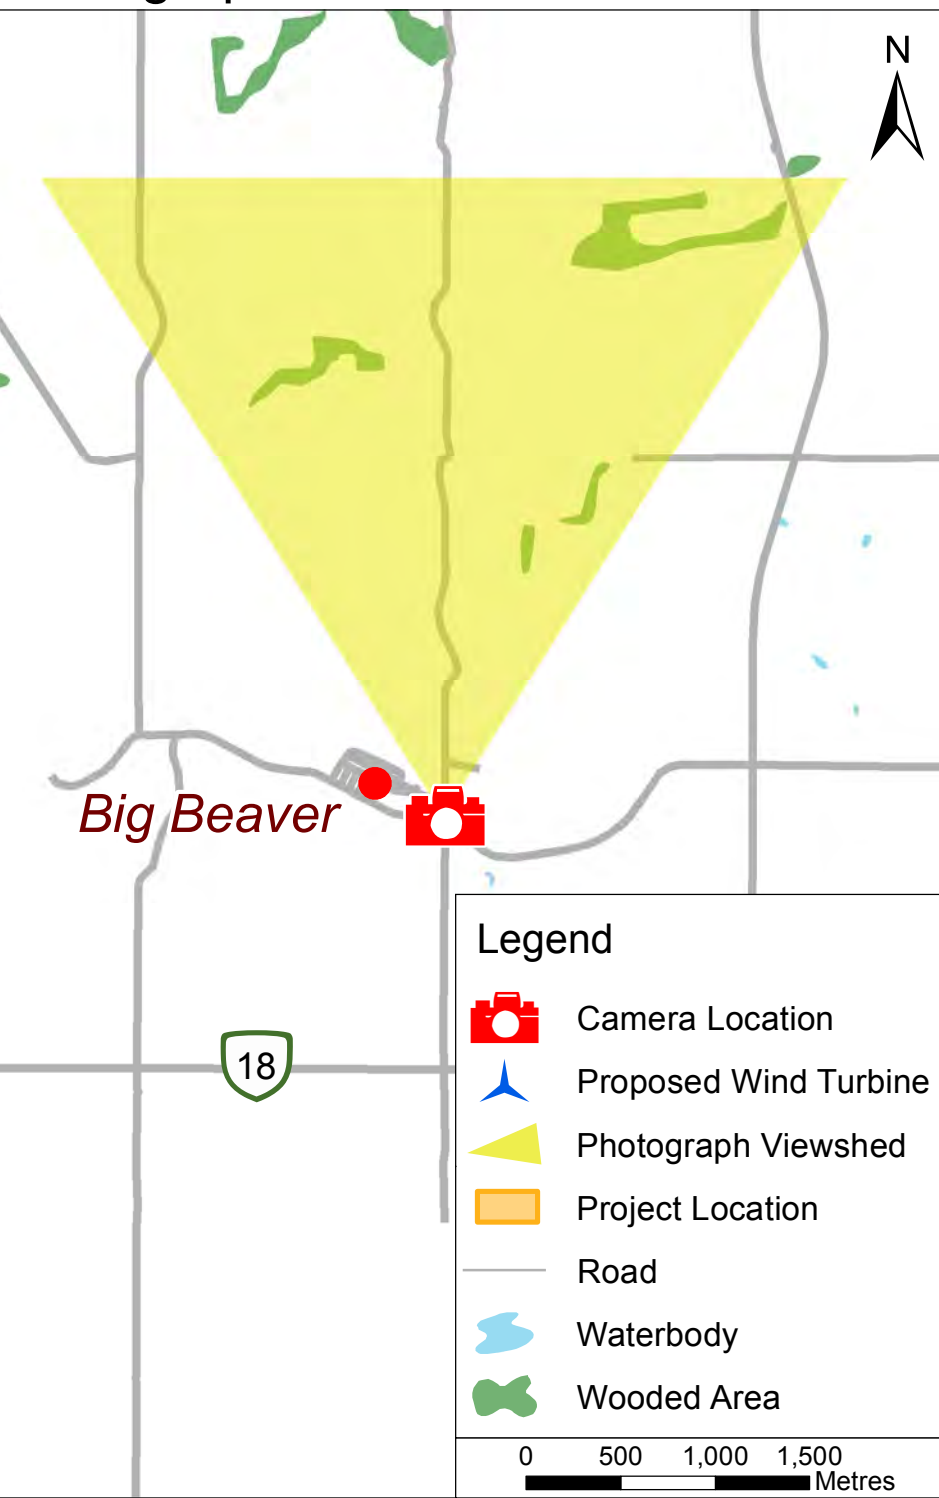 N
Big Beaver
18
Legend
Camera Location
Proposed Wind Turbine
Photograph Viewshed
Project Location
Road
Waterbody
Wooded Area
0 500 1,000 1,500
Metres